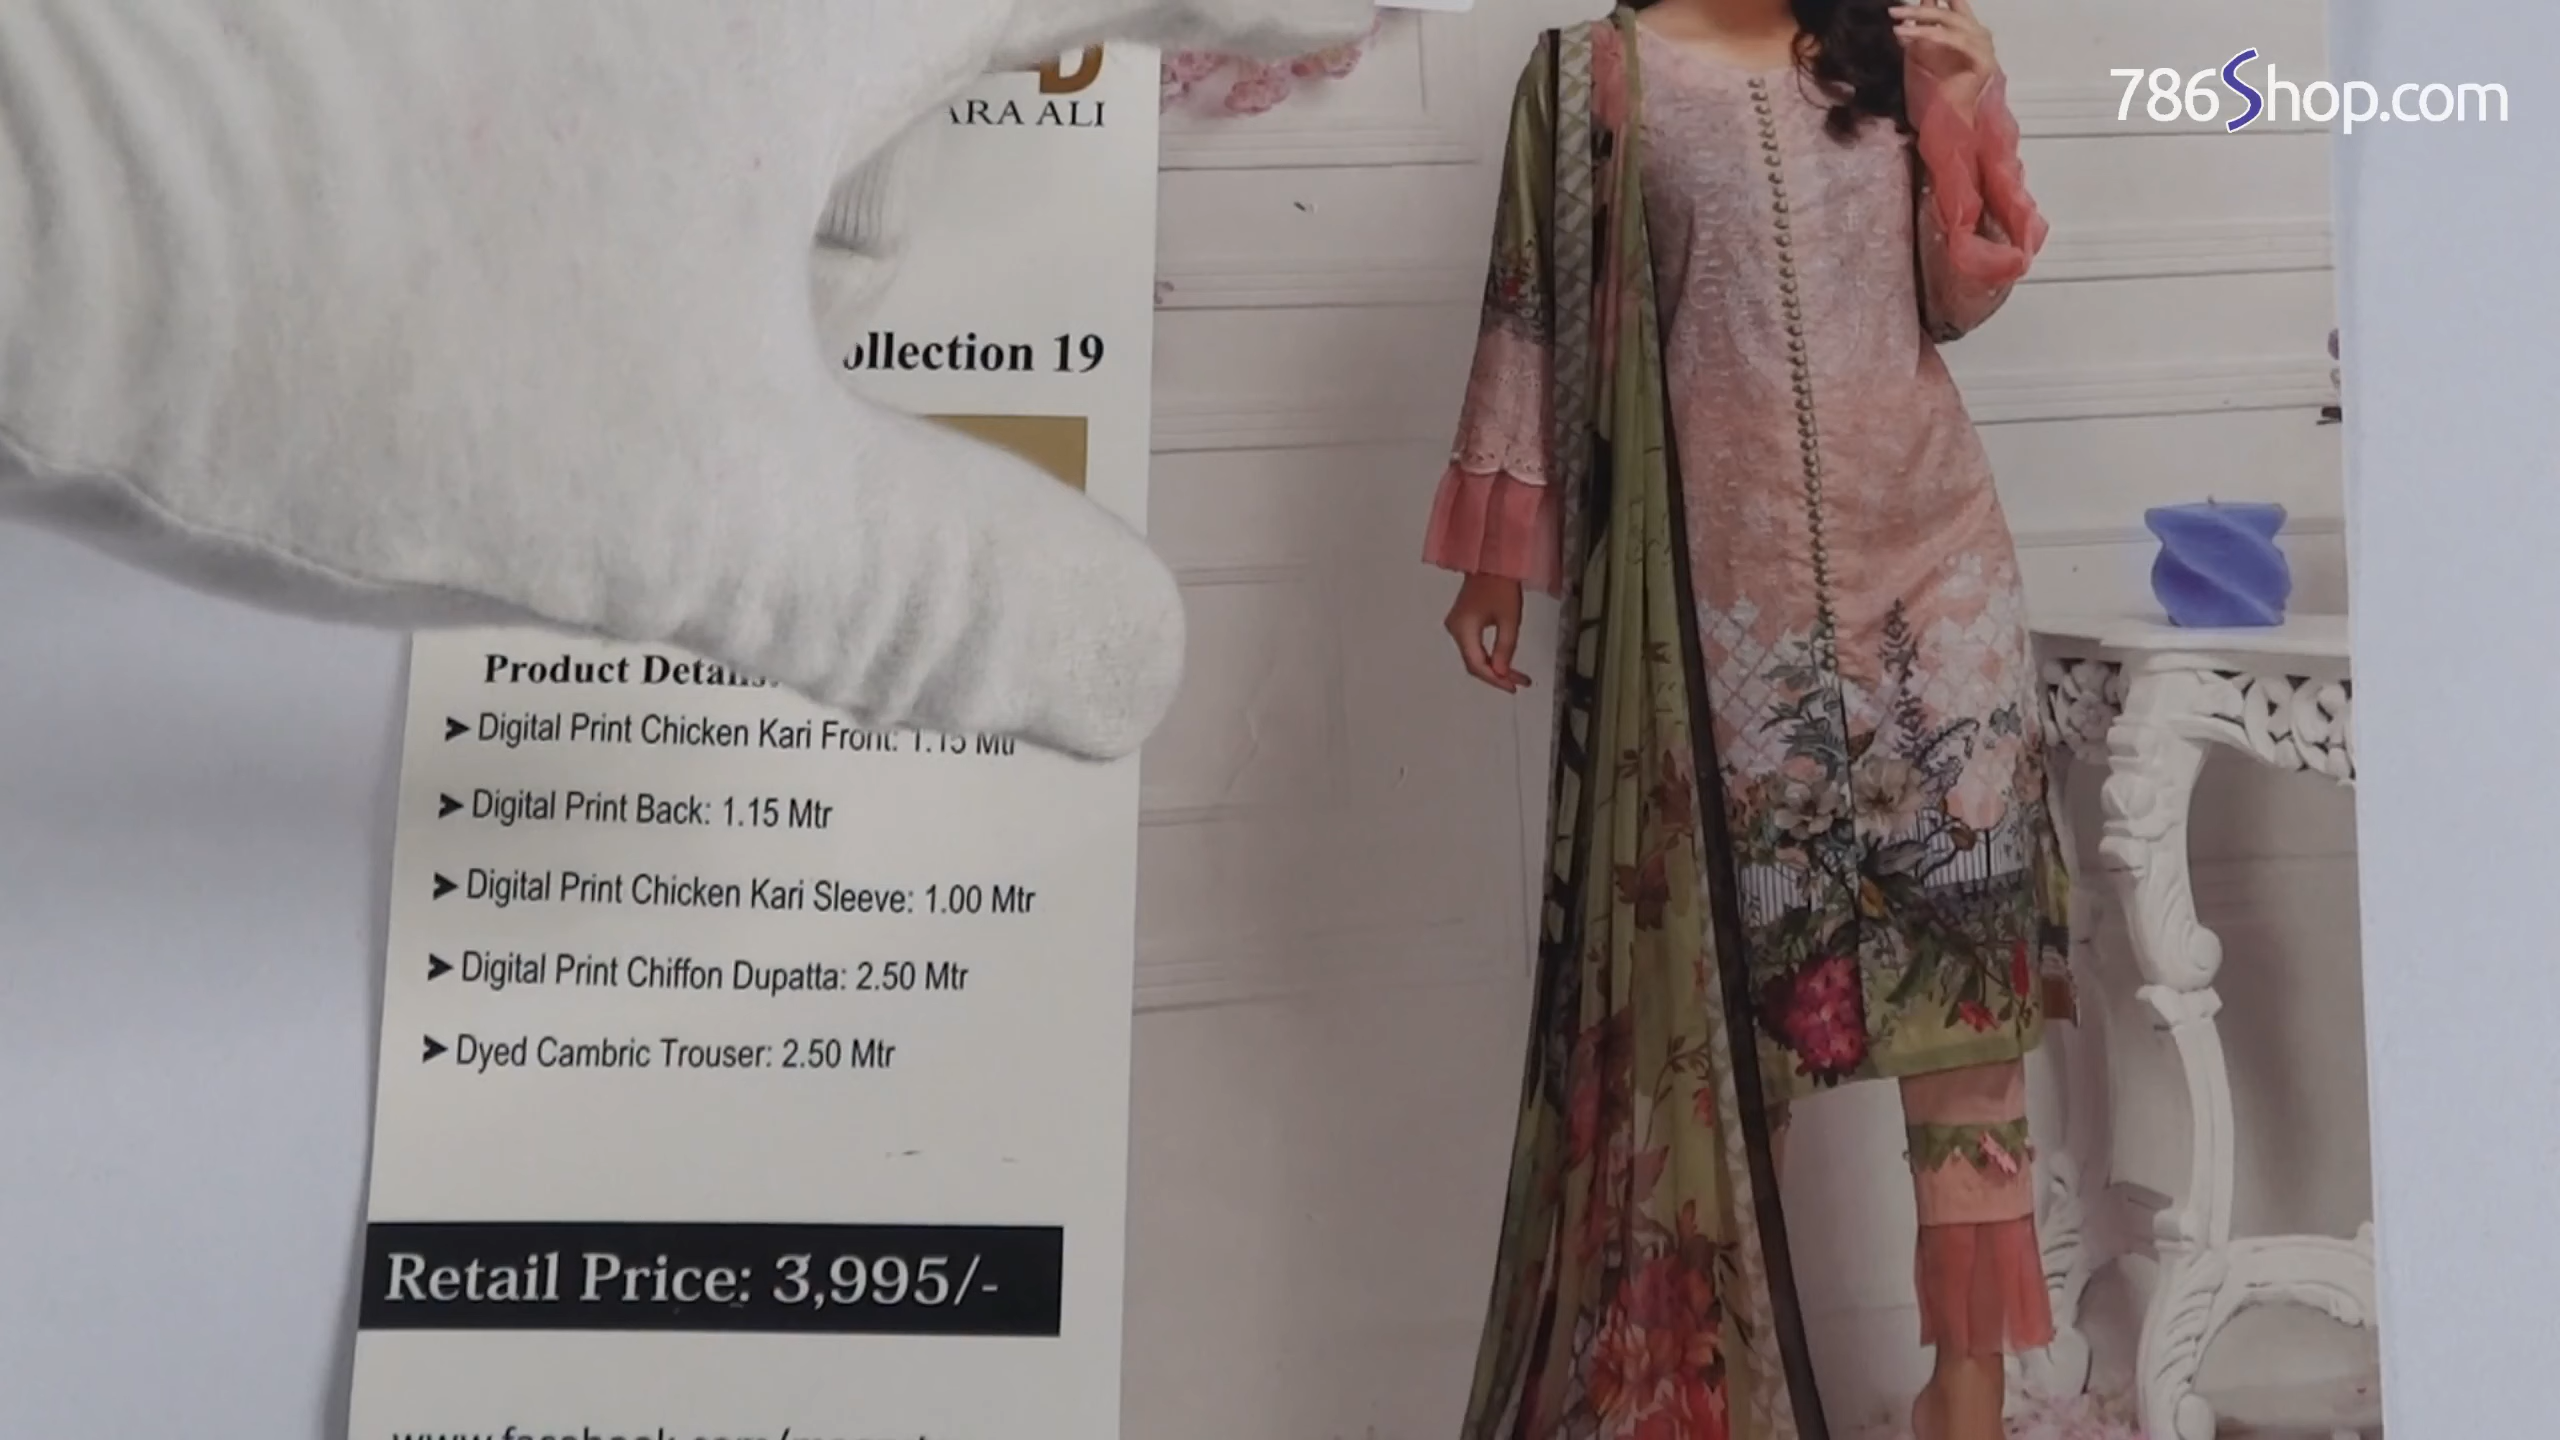 786Shop.com
ARA ALI
ollection 19
Product Details:
➤ Digital Print Chicken Kari Front: 1.15 Mtr
➤ Digital Print Back: 1.15 Mtr
➤ Digital Print Chicken Kari Sleeve: 1.00 Mtr
➤ Digital Print Chiffon Dupatta: 2.50 Mtr
➤ Dyed Cambric Trouser: 2.50 Mtr
Retail Price: 3,995/-